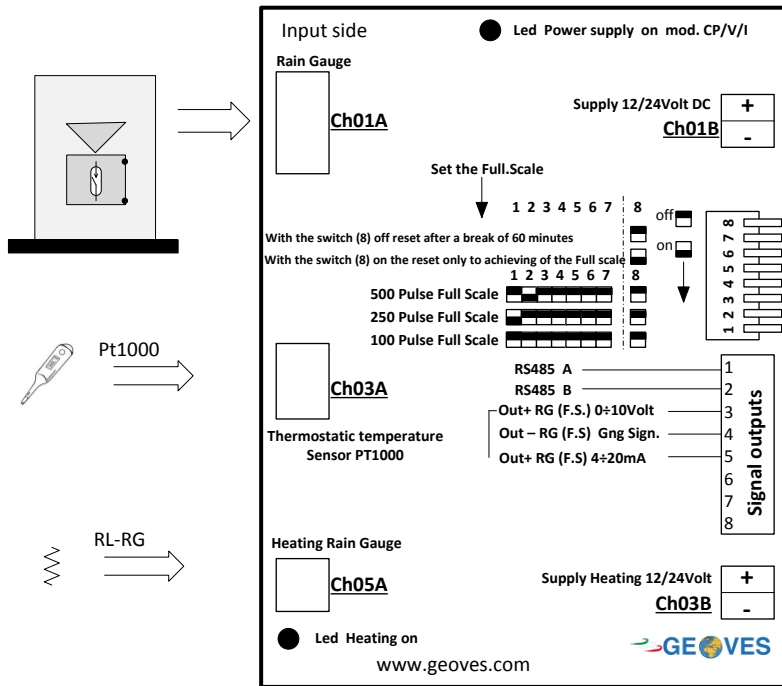 Input side
Led Power supply on mod. CP/V/I
Rain Gauge
Ch01A
Supply 12/24Volt DC
Ch01B
+
-
Set the Full.Scale
1 2 3 4 5 6 7 8
off
on
With the switch (8) off reset after a break of 60 minutes
With the switch (8) on the reset only to achieving of the Full scale
1 2 3 4 5 6 7 8
500 Pulse Full Scale
250 Pulse Full Scale
100 Pulse Full Scale
8
7
6
5
4
3
2
1
Pt1000
Ch03A
Thermostatic temperature
Sensor PT1000
RS485 A
RS485 B
Out+ RG (F.S.) 0÷10Volt
Out – RG (F.S) Gng Sign.
Out+ RG (F.S) 4÷20mA
1
2
3
4
5
6
7
8
Signal outputs
RL-RG
Heating Rain Gauge
Ch05A
Supply Heating 12/24Volt
Ch03B
+
-
Led Heating on
www.geoves.com
GEOVES